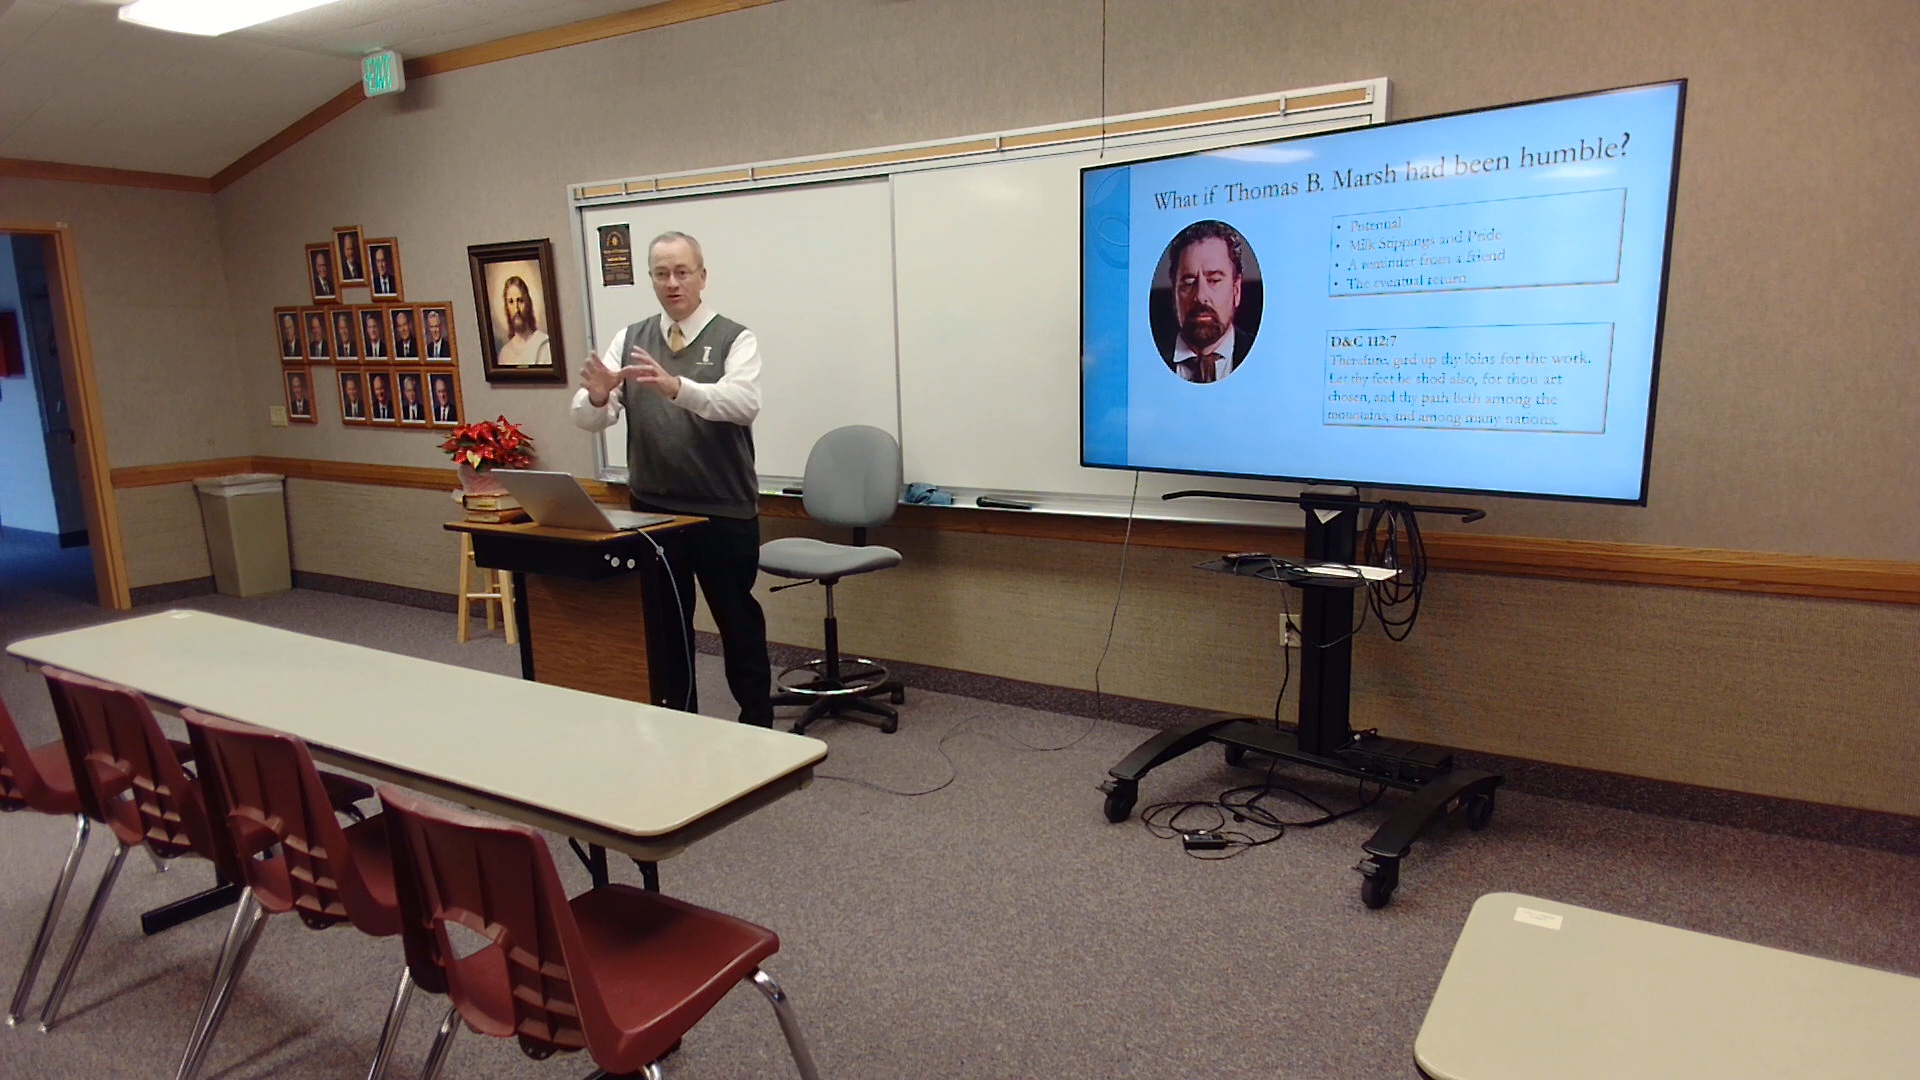 EXIT
What if Thomas B. Marsh had been humble?
• Potential
• Milk Stippings and Pride
• A reminder from a friend
• The eventual return
D&C 112:7
Therefore, gird up thy loins for the work.
Let thy feet be shod also, for thou art
chosen, and thy path lieth among the
mountains, and among many nations.